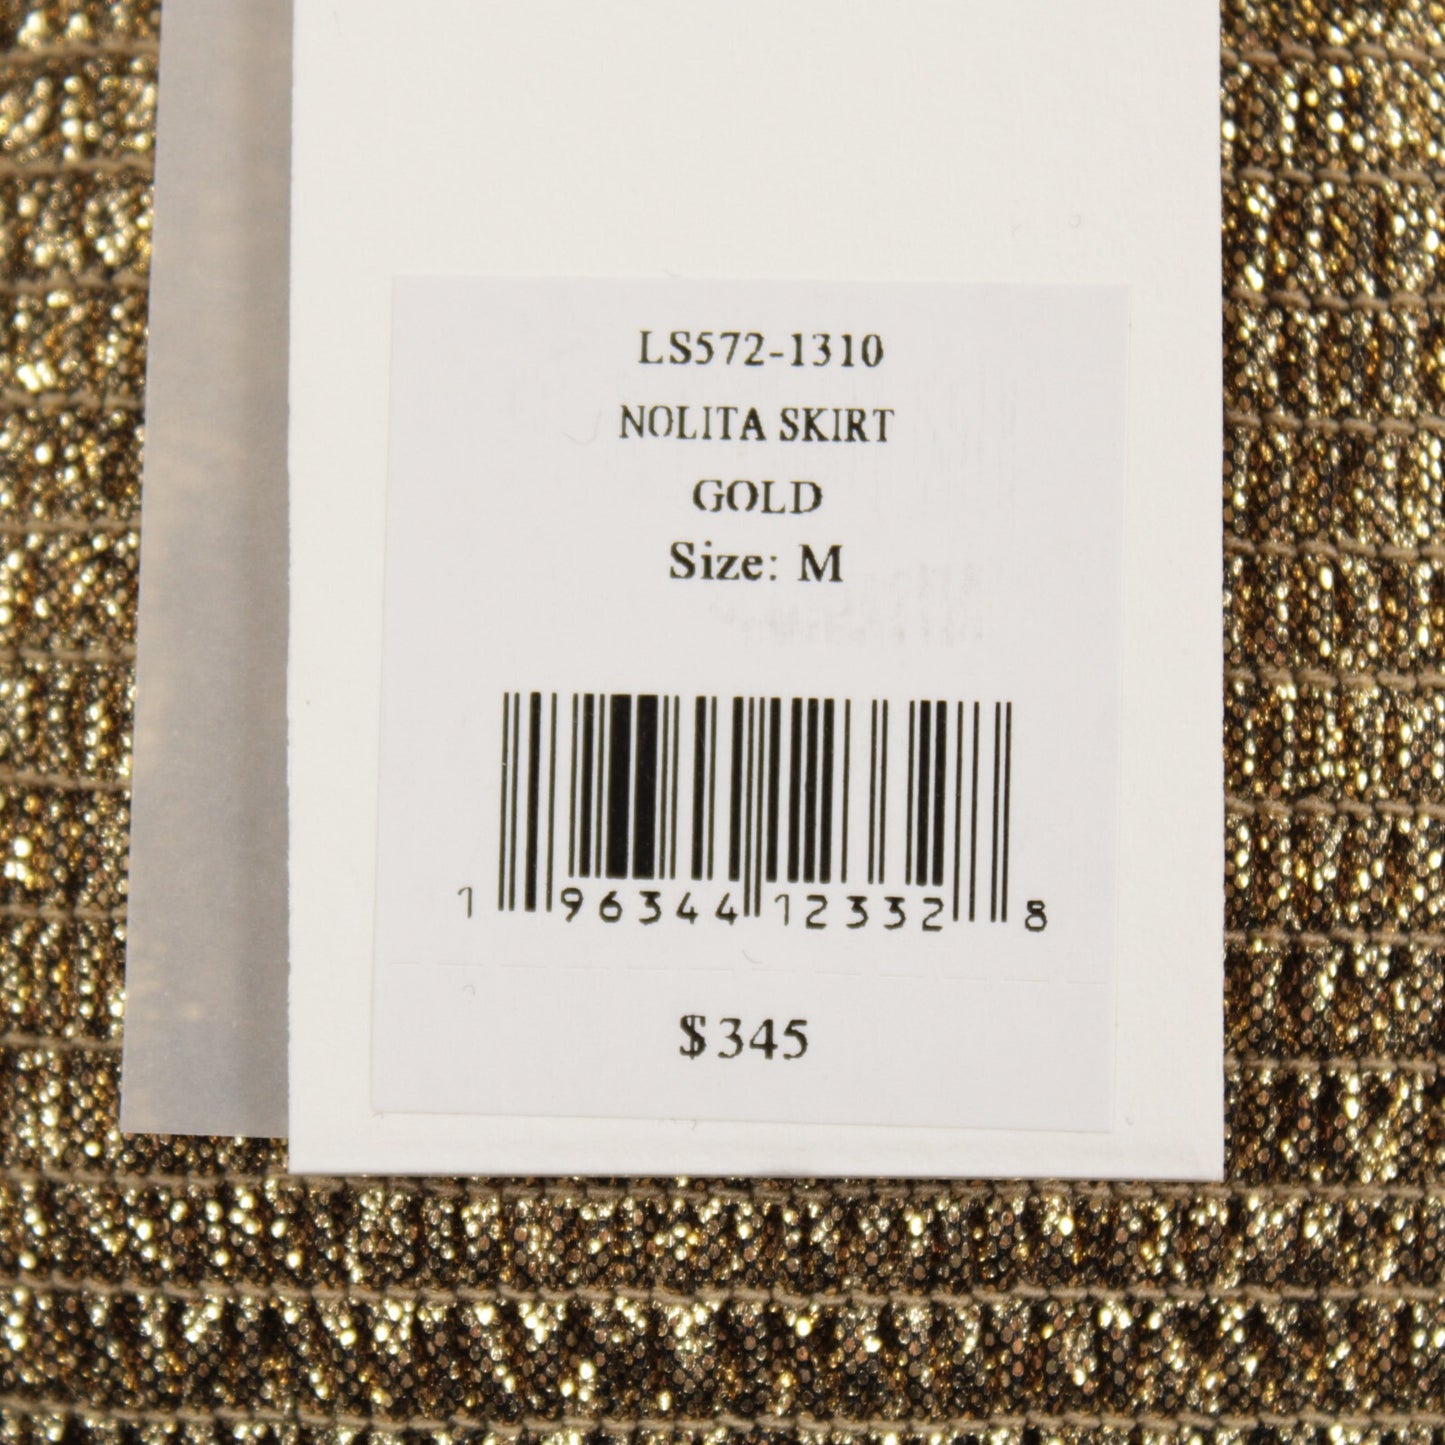 LS572-1310
NOLITA SKIRT
GOLD
Size: M
1 96344 12332 8
$345